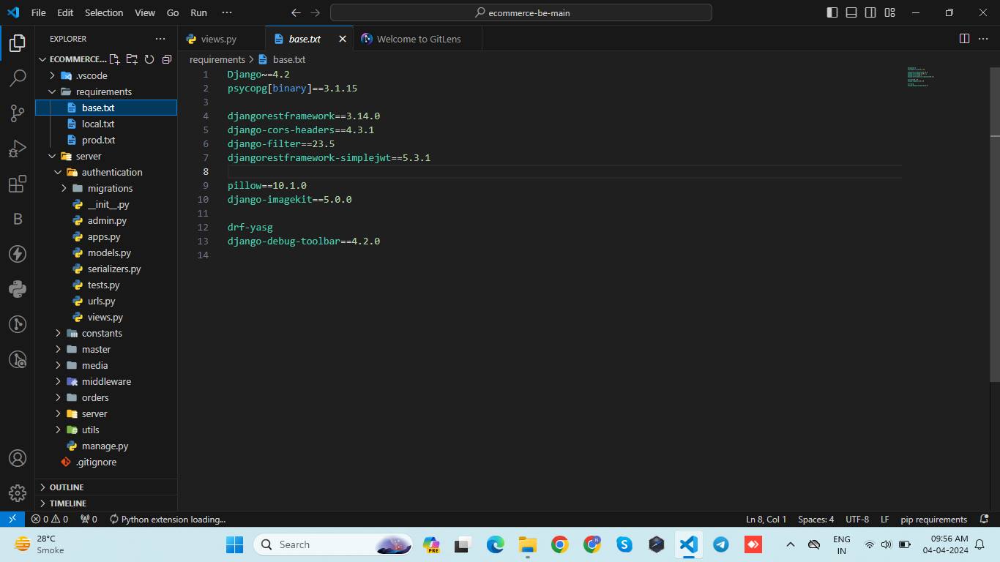 File Edit Selection View Go Run ···
ecommerce-be-main
EXPLORER ···
views.py
base.txt
Welcome to GitLens
ECOMMERCE...
requirements > base.txt
.vscode
requirements
base.txt
local.txt
prod.txt
server
authentication
migrations
__init__.py
admin.py
apps.py
models.py
serializers.py
tests.py
urls.py
views.py
constants
master
media
middleware
orders
server
utils
manage.py
.gitignore
OUTLINE
TIMELINE
1 Django~=4.2
2 psycopg[binary]==3.1.15
3
4 djangorestframework==3.14.0
5 django-cors-headers==4.3.1
6 django-filter==23.5
7 djangorestframework-simplejwt==5.3.1
8
9 pillow==10.1.0
10 django-imagekit==5.0.0
11
12 drf-yasg
13 django-debug-toolbar==4.2.0
14
0 0 0 Python extension loading...
Ln 8, Col 1 Spaces: 4 UTF-8 LF pip requirements
28°C
Smoke
Search
PRE
ENG
IN
09:56 AM
04-04-2024